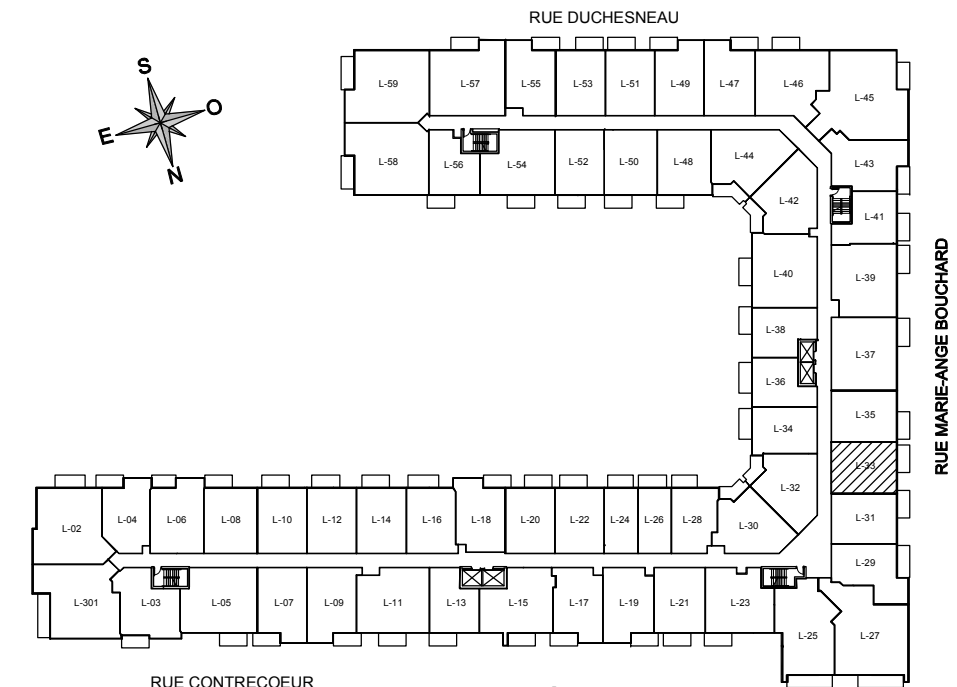 RUE DUCHESNEAU
S
O
E
N
L-59
L-57
L-55
L-53
L-51
L-49
L-47
L-46
L-45
L-58
L-56
L-54
L-52
L-50
L-48
L-44
L-43
L-42
L-41
L-40
L-39
L-38
L-37
L-36
L-35
L-34
L-33
L-32
L-31
L-30
L-29
RUE MARIE-ANGE BOUCHARD
L-02
L-04
L-06
L-08
L-10
L-12
L-14
L-16
L-18
L-20
L-22
L-24
L-26
L-28
L-301
L-03
L-05
L-07
L-09
L-11
L-13
L-15
L-17
L-19
L-21
L-23
L-25
L-27
RUE CONTRECOEUR